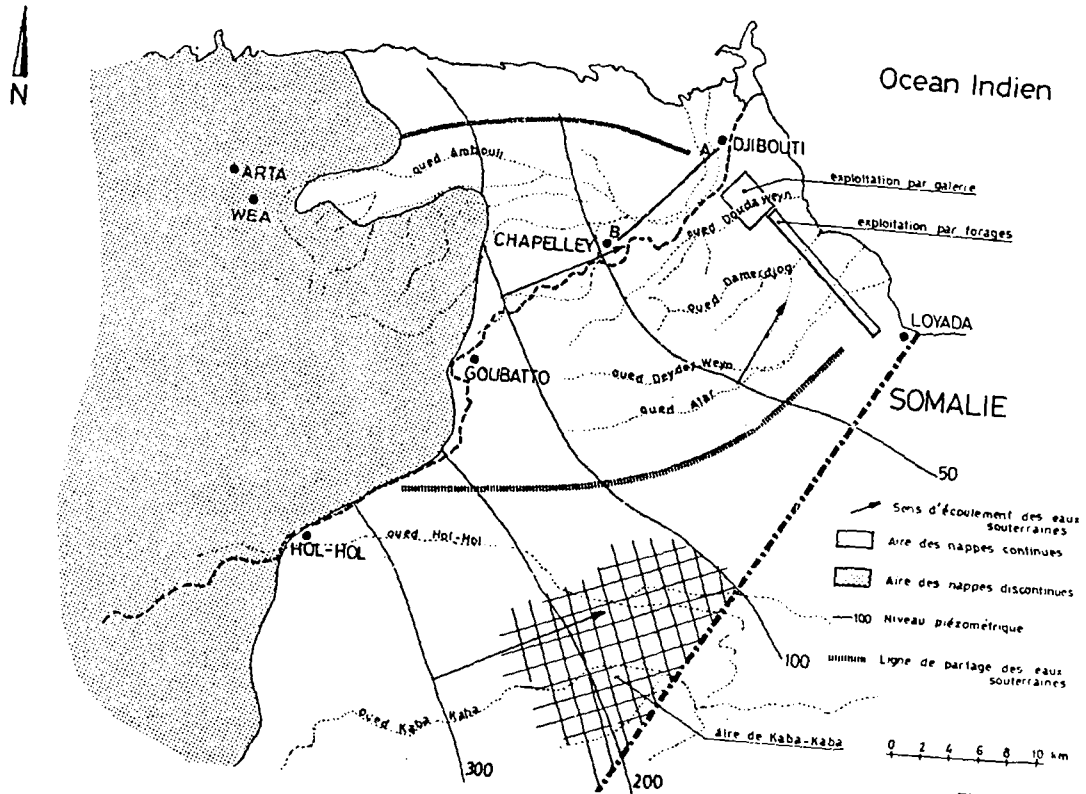 N
Ocean Indien
A
DJIBOUTI
oued Ambouli
ARTA
WEA
exploitation par galerie
oued Douda Weyn
exploitation par forages
CHAPELLEY
B
oued Damerdjog
LOYADA
GOUBATTO
oued Deydey Weyn
SOMALIE
oued Atar
50
Sens d'écoulement des eaux
souterraines
HOL-HOL
oued Hol-Hol
Aire des nappes continues
Aire des nappes discontinues
100 Niveau piézométrique
100
Ligne de partage des eaux
souterraines
oued Kaba-Kaba
aire de Kaba-Kaba
0 2 4 6 8 10 km
300
200